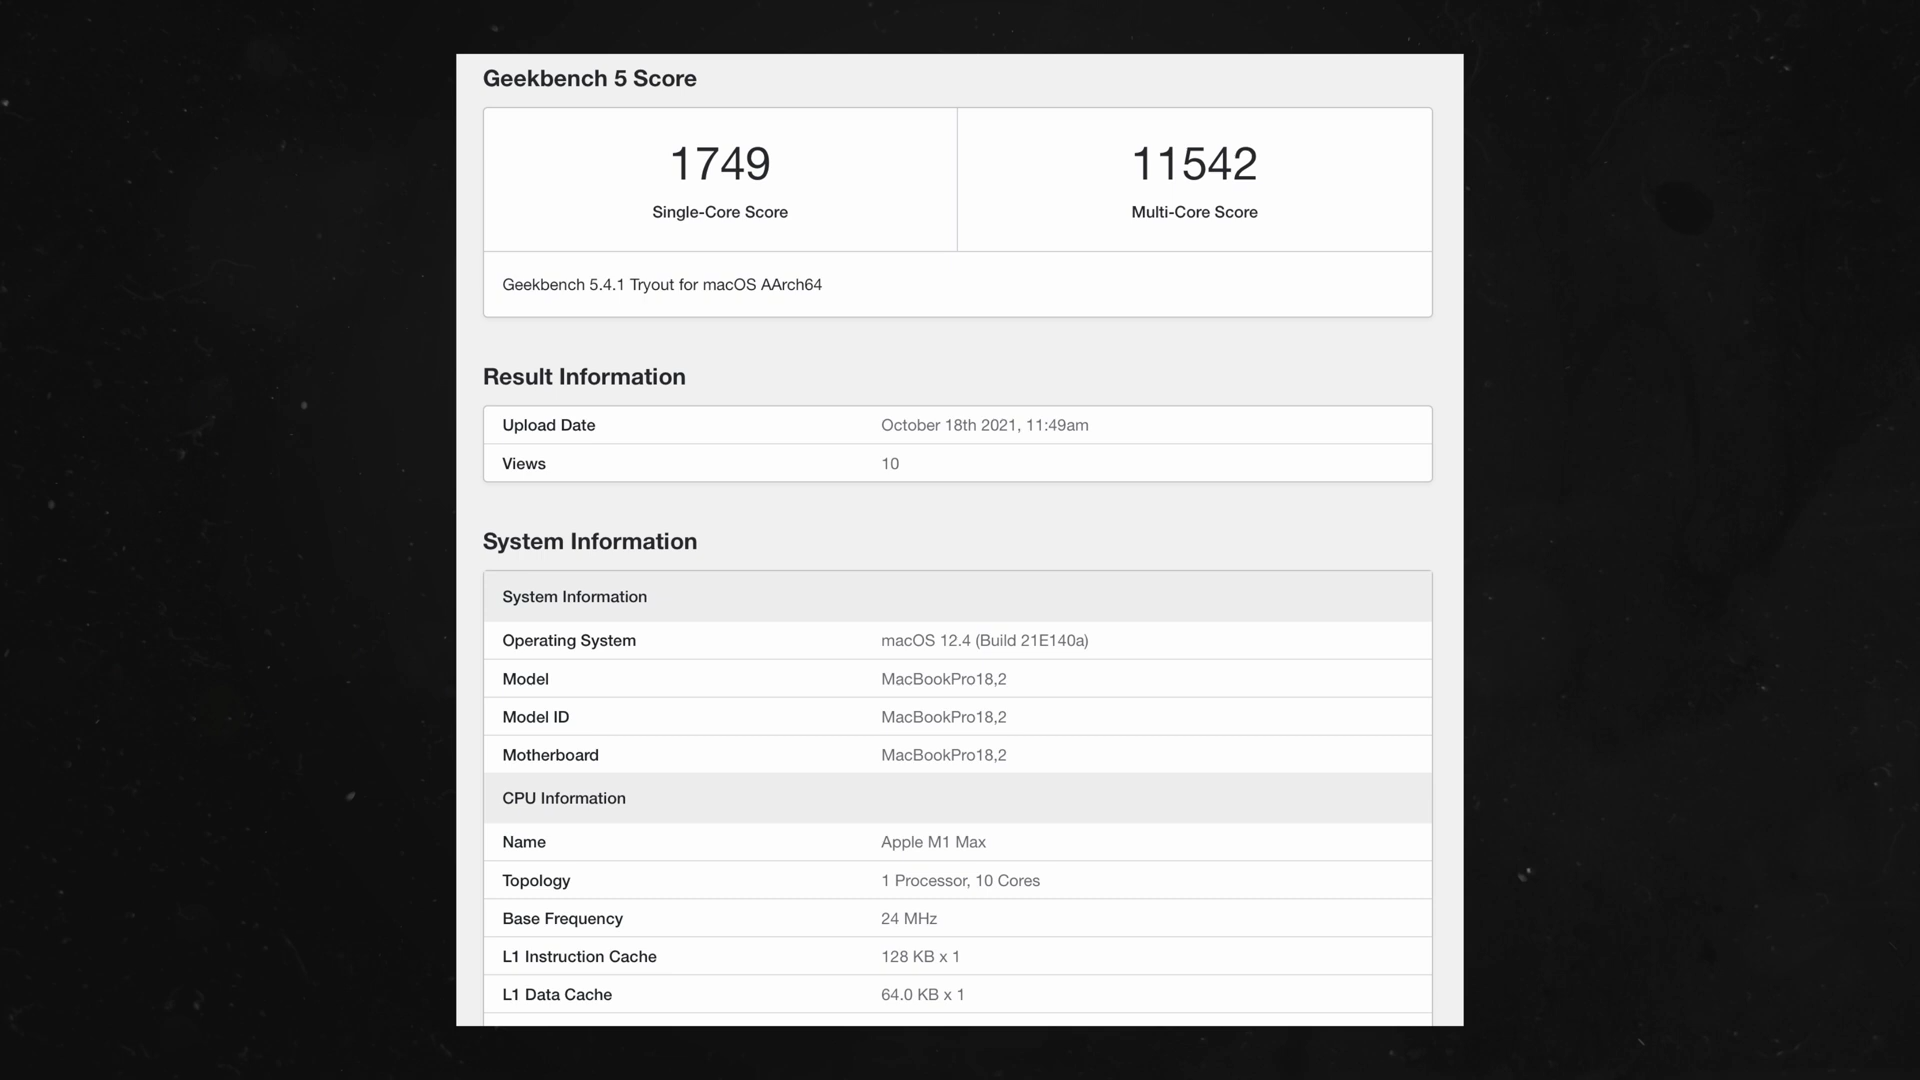 Geekbench 5 Score
1749
Single-Core Score
11542
Multi-Core Score
Geekbench 5.4.1 Tryout for macOS AArch64
Result Information
Upload Date October 18th 2021, 11:49am
Views 10
System Information
System Information
Operating System macOS 12.4 (Build 21E140a)
Model MacBookPro18,2
Model ID MacBookPro18,2
Motherboard MacBookPro18,2
CPU Information
Name Apple M1 Max
Topology 1 Processor, 10 Cores
Base Frequency 24 MHz
L1 Instruction Cache 128 KB x 1
L1 Data Cache 64.0 KB x 1